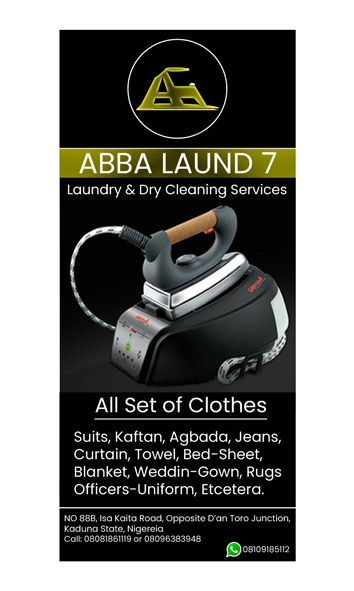 ABBA LAUND 7
Laundry & Dry Cleaning Services
All Set of Clothes
Suits, Kaftan, Agbada, Jeans,
Curtain, Towel, Bed-Sheet,
Blanket, Weddin-Gown, Rugs
Officers-Uniform, Etcetera.
NO 88B, Isa Kaita Road, Opposite D'an Toro Junction,
Kaduna State, Nigereia
Call: 08081861119 or 08096383948
08109185112